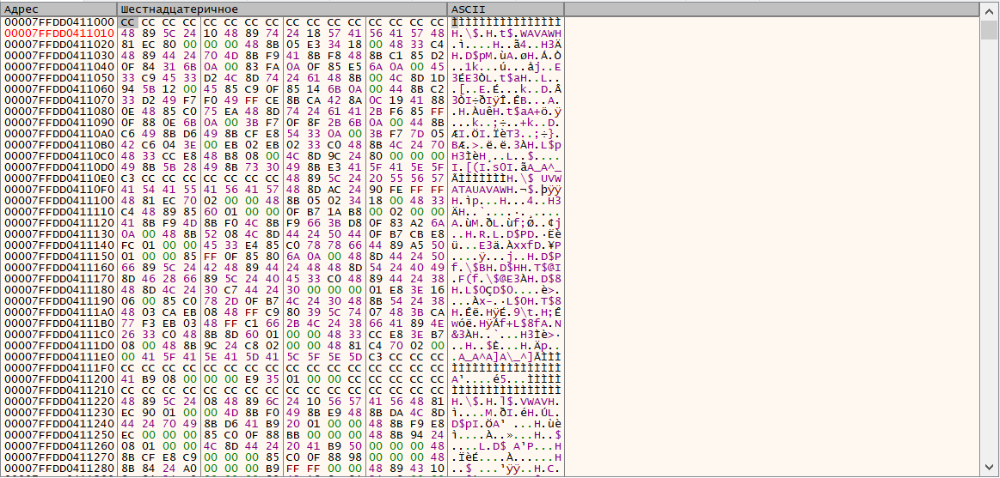 Адрес Шестнадцатеричное ASCII
00007FFDD0411000 CC CC CC CC CC CC CC CC CC CC CC CC CC CC CC CC ÌÌÌÌÌÌÌÌÌÌÌÌÌÌÌÌ
00007FFDD0411010 48 89 5C 24 10 48 89 74 24 18 57 41 56 41 57 48 H.\$.H.t$.WAVAWH
00007FFDD0411020 81 EC 80 00 00 00 48 8B 05 E3 34 18 00 48 33 C4 .ì....H..ã4..H3Ä
00007FFDD0411030 48 89 44 24 70 4D 8B F9 41 8B F8 48 8B C1 85 D2 H.D$pM.ùA.øH.Á.Ò
00007FFDD0411040 0F 84 31 6B 0A 00 83 FA 0A 0F 85 E5 6A 0A 00 45 ..1k...ú...åj..E
00007FFDD0411050 33 C9 45 33 D2 4C 8D 74 24 61 48 8B 00 4C 8D 1D 3ÉE3ÒL.t$aH..L..
00007FFDD0411060 94 5B 12 00 45 85 C9 0F 85 14 6B 0A 00 44 8B C2 .[..E.É...k..D.Â
00007FFDD0411070 33 D2 49 F7 F0 49 FF CE 8B CA 42 8A 0C 19 41 88 3ÒI÷ðIÿÎ.ÊB...A.
00007FFDD0411080 0E 48 85 C0 75 EA 48 8D 74 24 61 41 2B F6 85 FF .H.ÀuêH.t$aA+ö.ÿ
00007FFDD0411090 0F 88 0E 6B 0A 00 3B F7 0F 8F 2B 6B 0A 00 44 8B ...k..;÷..+k..D.
00007FFDD04110A0 C6 49 8B D6 49 8B CF E8 54 33 0A 00 3B F7 7D 05 ÆI.ÖI.ÏèT3..;÷}.
00007FFDD04110B0 42 C6 04 3E 00 EB 02 EB 02 33 C0 48 8B 4C 24 70 BÆ.>.ë.ë.3ÀH.L$p
00007FFDD04110C0 48 33 CC E8 48 B8 08 00 4C 8D 9C 24 80 00 00 00 H3ÌèH¸..L..$....
00007FFDD04110D0 49 8B 5B 28 49 8B 73 30 49 8B E3 41 5F 41 5E 5F I.[(I.s0I.ãA_A^_
00007FFDD04110E0 C3 CC CC CC CC CC CC CC 48 89 5C 24 20 55 56 57 ÃÌÌÌÌÌÌÌH.\$ UVW
00007FFDD04110F0 41 54 41 55 41 56 41 57 48 8D AC 24 90 FE FF FF ATAUAVAWH.¬$.þÿÿ
00007FFDD0411100 48 81 EC 70 02 00 00 48 8B 05 02 34 18 00 48 33 H.ìp...H...4..H3
00007FFDD0411110 C4 48 89 85 60 01 00 00 0F B7 1A B8 00 02 00 00 ÄH..`....·.¸....
00007FFDD0411120 41 8B F9 4D 8B F0 4C 8B F9 66 3B D8 0F 83 A2 6A A.ùM.ðL.ùf;Ø..¢j
00007FFDD0411130 0A 00 48 8B 52 08 4C 8D 44 24 50 44 0F B7 CB E8 ..H.R.L.D$PD.·Ëè
00007FFDD0411140 FC 01 00 00 45 33 E4 85 C0 78 78 66 44 89 A5 50 ü...E3ä.ÀxxfD.¥P
00007FFDD0411150 01 00 00 85 FF 0F 85 80 6A 0A 00 48 8D 44 24 50 ....ÿ...j..H.D$P
00007FFDD0411160 66 89 5C 24 42 48 89 44 24 48 48 8D 54 24 40 49 f.\$BH.D$HH.T$@I
00007FFDD0411170 8D 46 28 66 89 5C 24 40 45 33 C0 48 89 44 24 38 .F(f.\$@E3ÀH.D$8
00007FFDD0411180 48 8D 4C 24 30 C7 44 24 30 00 00 00 01 E8 3E 16 H.L$0ÇD$0....è>.
00007FFDD0411190 06 00 85 C0 78 2D 0F B7 4C 24 30 48 8B 54 24 38 ...Àx-.·L$0H.T$8
00007FFDD04111A0 48 03 CA EB 08 48 FF C9 80 39 5C 74 07 48 3B CA H.Êë.HÿÉ.9\t.H;Ê
00007FFDD04111B0 77 F3 EB 03 48 FF C1 66 2B 4C 24 38 66 41 89 4E wóë.HÿÁf+L$8fA.N
00007FFDD04111C0 26 33 C0 48 8B 8D 60 01 00 00 48 33 CC E8 3E B7 &3ÀH..`...H3Ìè>·
00007FFDD04111D0 08 00 48 8B 9C 24 C8 02 00 00 48 81 C4 70 02 00 ..H..$È...H.Äp..
00007FFDD04111E0 00 41 5F 41 5E 41 5D 41 5C 5F 5E 5D C3 CC CC CC .A_A^A]A\_^]ÃÌÌÌ
00007FFDD04111F0 CC CC CC CC CC CC CC CC CC CC CC CC CC CC CC CC ÌÌÌÌÌÌÌÌÌÌÌÌÌÌÌÌ
00007FFDD0411200 41 B9 08 00 00 00 E9 35 01 00 00 CC CC CC CC CC A¹....é5...ÌÌÌÌÌ
00007FFDD0411210 CC CC CC CC CC CC CC CC CC CC CC CC CC CC CC CC ÌÌÌÌÌÌÌÌÌÌÌÌÌÌÌÌ
00007FFDD0411220 48 89 5C 24 08 48 89 6C 24 10 56 57 41 56 48 81 H.\$.H.l$.VWAVH.
00007FFDD0411230 EC 90 01 00 00 4D 8B F0 49 8B E9 48 8B DA 4C 8D ì....M.ðI.éH.ÚL.
00007FFDD0411240 44 24 70 49 8B D6 41 B9 20 01 00 00 48 8B F9 E8 D$pI.ÖA¹ ...H.ùè
00007FFDD0411250 EC 00 00 00 85 C0 0F 88 BB 00 00 00 48 8B 94 24 ì....À..»...H..$
00007FFDD0411260 08 01 00 00 4C 8D 44 24 20 41 B9 50 00 00 00 48 ....L.D$ A¹P...H
00007FFDD0411270 8B CF E8 C9 00 00 00 85 C0 0F 88 98 00 00 00 48 .ÏèÉ....À......H
00007FFDD0411280 8B 84 24 A0 00 00 00 B9 FF FF 00 00 48 89 43 10 ..$ ...¹ÿÿ..H.C.